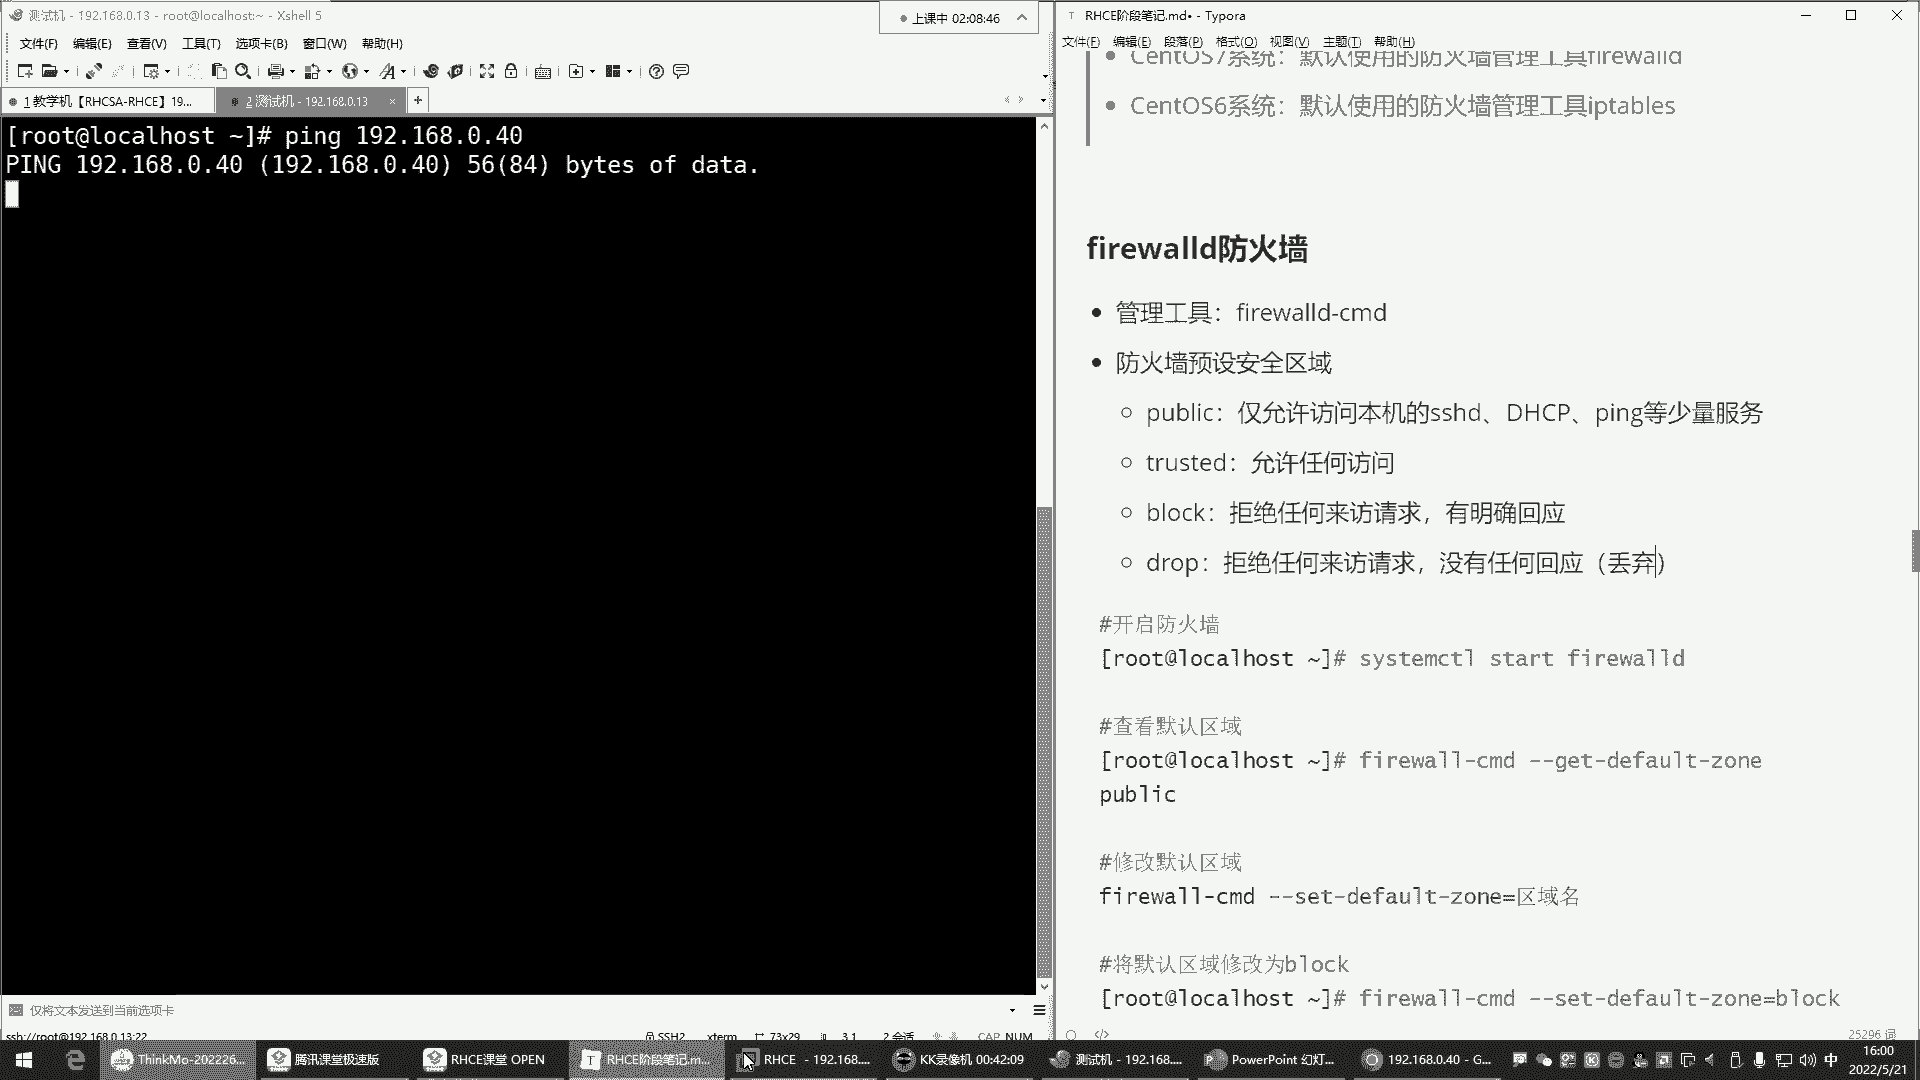 测试机 - 192.168.0.13 - root@localhost:~ - Xshell 5
上课中 02:08:46
文件(F) 编辑(E) 查看(V) 工具(T) 选项卡(B) 窗口(W) 帮助(H)
1 教学机【RHCSA-RHCE】19...
2 测试机 - 192.168.0.13
[root@localhost ~]# ping 192.168.0.40
PING 192.168.0.40 (192.168.0.40) 56(84) bytes of data.
仅将文本发送到当前选项卡
ssh://root@192.168.0.13:22
SSH2 xterm 73x29 3,1 2 会话 CAP NUM
RHCE阶段笔记.md• - Typora
文件(F) 编辑(E) 段落(P) 格式(O) 视图(V) 主题(T) 帮助(H)
CentOS7系统：默认使用的防火墙管理工具firewalld
CentOS6系统：默认使用的防火墙管理工具iptables
firewalld防火墙
管理工具：firewalld-cmd
防火墙预设安全区域
public：仅允许访问本机的sshd、DHCP、ping等少量服务
trusted：允许任何访问
block：拒绝任何来访请求，有明确回应
drop：拒绝任何来访请求，没有任何回应（丢弃）
#开启防火墙
[root@localhost ~]# systemctl start firewalld
#查看默认区域
[root@localhost ~]# firewall-cmd --get-default-zone
public
#修改默认区域
firewall-cmd --set-default-zone=区域名
#将默认区域修改为block
[root@localhost ~]# firewall-cmd --set-default-zone=block
25296 词
ThinkMo-202226...
腾讯课堂极速版
RHCE课堂 OPEN
RHCE阶段笔记.m...
RHCE - 192.168....
KK录像机 00:42:09
测试机 - 192.168....
PowerPoint 幻灯...
192.168.0.40 - G...
中
16:00
2022/5/21